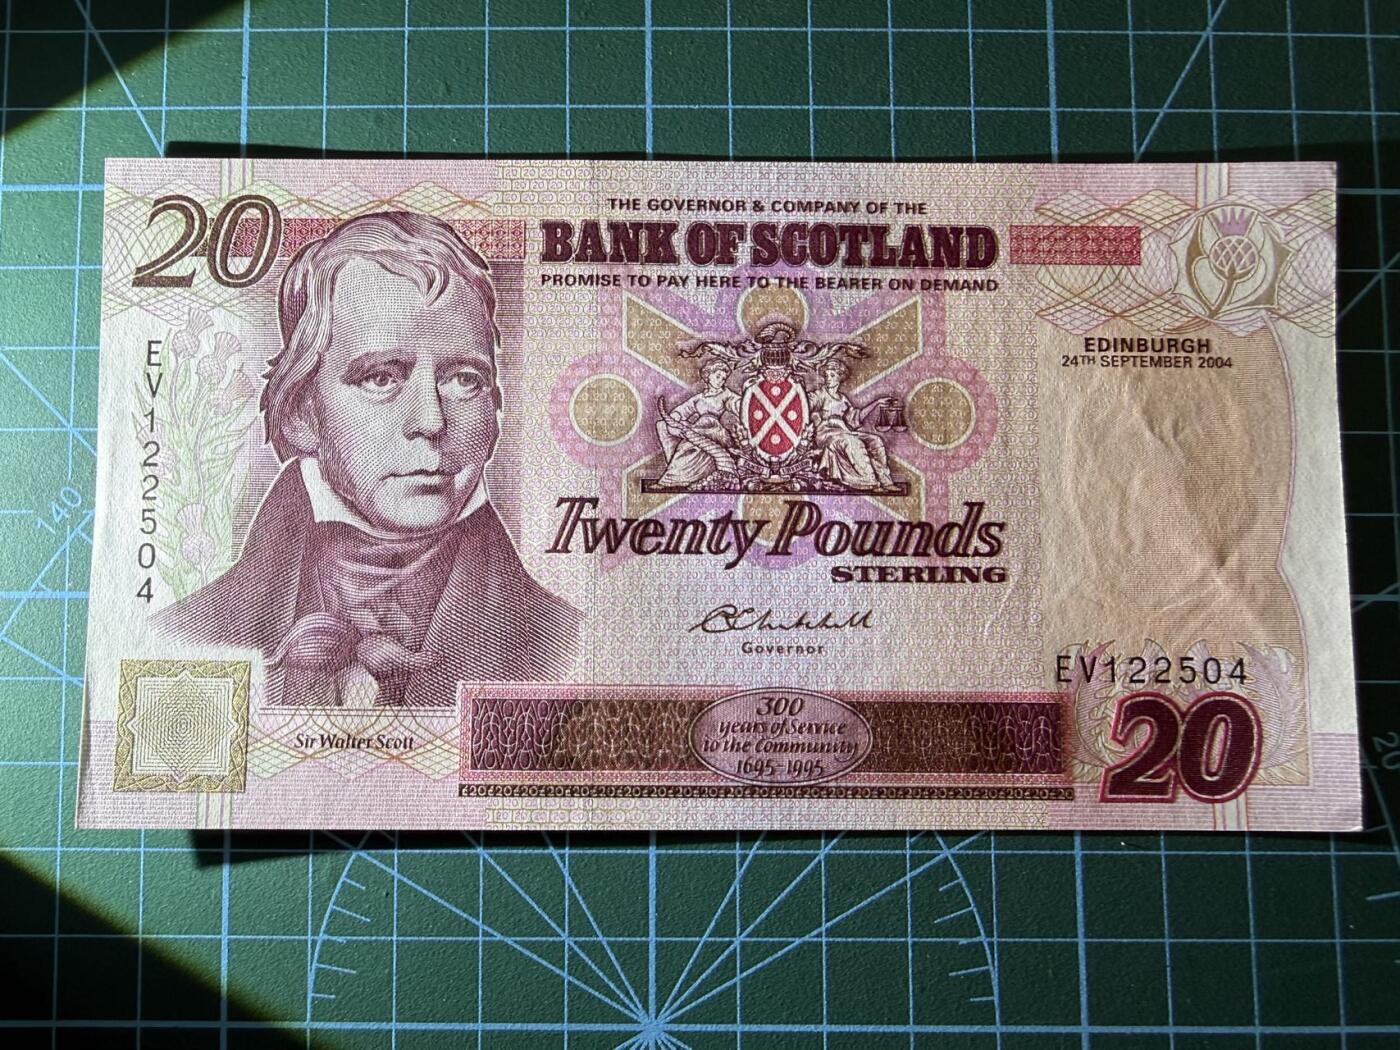 20
THE GOVERNOR & COMPANY OF THE
BANK OF SCOTLAND
PROMISE TO PAY HERE TO THE BEARER ON DEMAND
EDINBURGH
24TH SEPTEMBER 2004
EV122504
Twenty Pounds
STERLING
Governor
EV122504
20
Sir Walter Scott
300
years of Service
to the Community
1695-1995
140